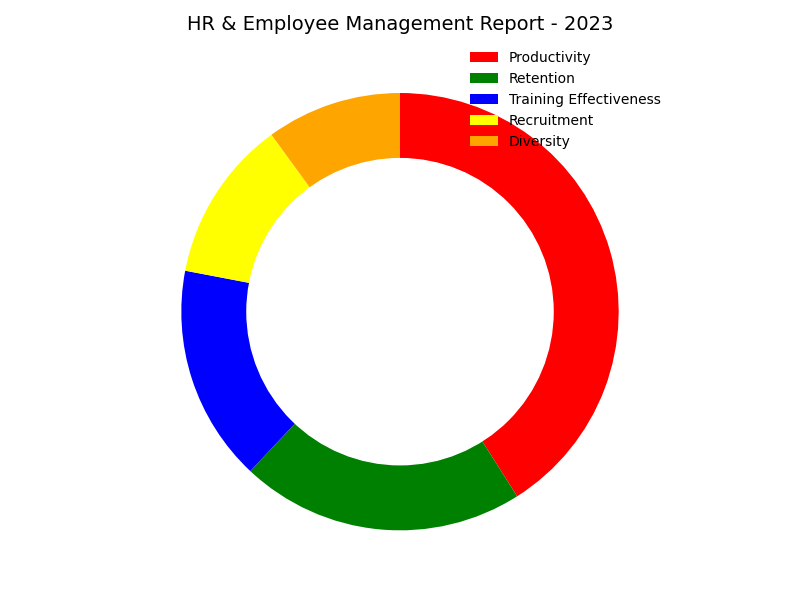 HR & Employee Management Report - 2023
Productivity
Retention
Training Effectiveness
Recruitment
Diversity